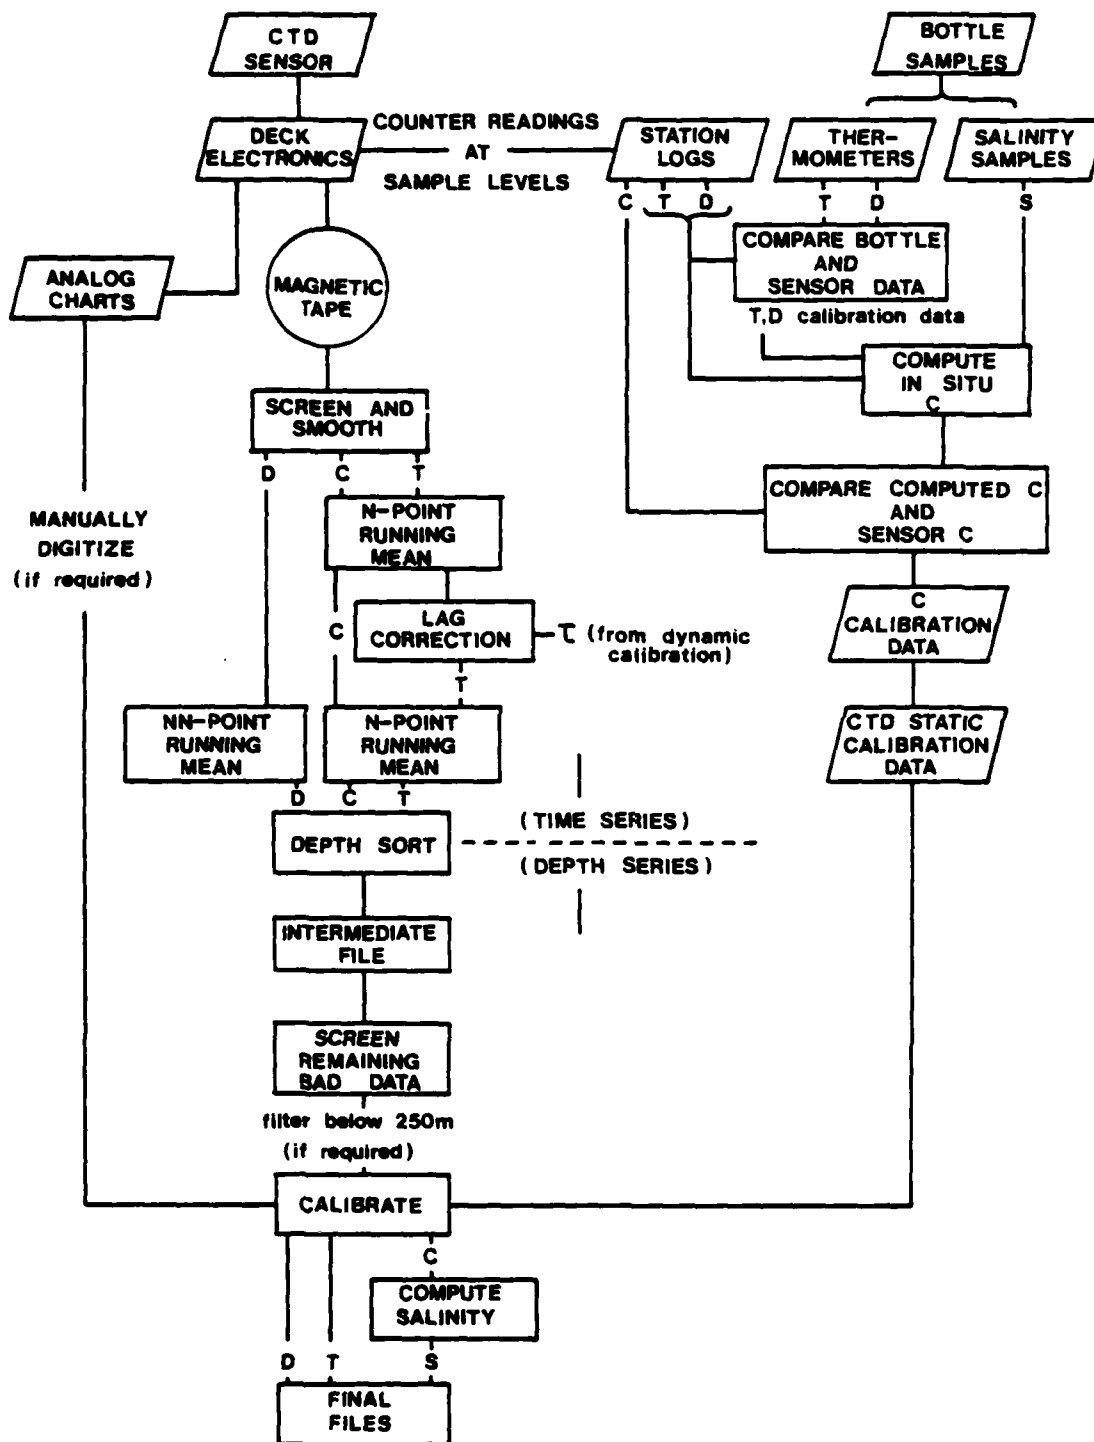 CTD
SENSOR
BOTTLE
SAMPLES
DECK
ELECTRONICS
COUNTER READINGS
AT
SAMPLE LEVELS
STATION
LOGS
THER-
MOMETERS
SALINITY
SAMPLES
C T D
T D
S
COMPARE BOTTLE
AND
SENSOR DATA
T,D calibration data
ANALOG
CHARTS
MAGNETIC
TAPE
COMPUTE
IN SITU
C
SCREEN AND
SMOOTH
D C T
COMPARE COMPUTED C
AND
SENSOR C
MANUALLY
DIGITIZE
(if required)
N-POINT
RUNNING
MEAN
C
LAG
CORRECTION
τ (from dynamic
calibration)
T
C
CALIBRATION
DATA
NN-POINT
RUNNING
MEAN
N-POINT
RUNNING
MEAN
CTD STATIC
CALIBRATION
DATA
D C T
DEPTH SORT
(TIME SERIES)
(DEPTH SERIES)
INTERMEDIATE
FILE
SCREEN
REMAINING
BAD DATA
filter below 250m
(if required)
CALIBRATE
C
COMPUTE
SALINITY
D T S
FINAL
FILES